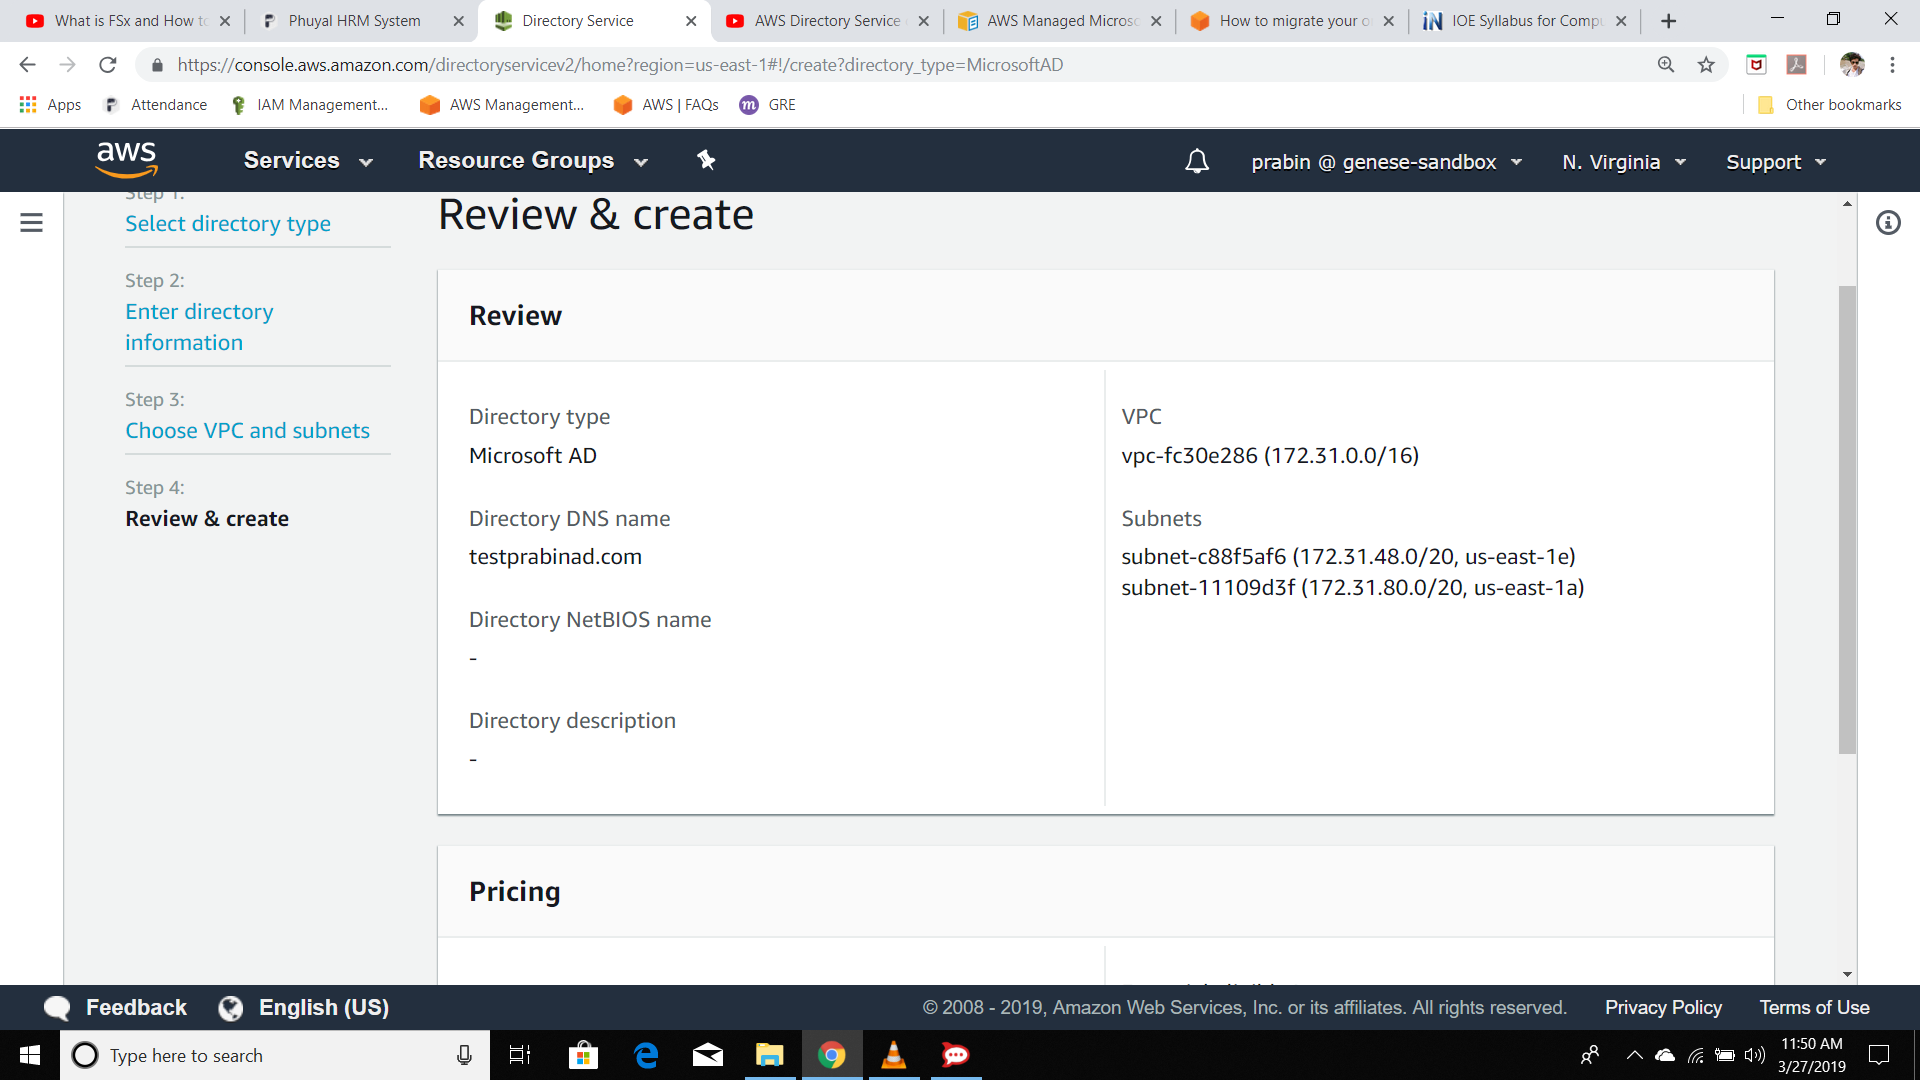 What is FSx and How to
Phuyal HRM System
Directory Service
AWS Directory Service
AWS Managed Micros
How to migrate your o
IOE Syllabus for Compu
https://console.aws.amazon.com/directoryservicev2/home?region=us-east-1#!/create?directory_type=MicrosoftAD
Apps
Attendance
IAM Management...
AWS Management...
AWS | FAQs
m
GRE
Other bookmarks
aws
Services
Resource Groups
prabin @ genese-sandbox
N. Virginia
Support
Step 1:
Select directory type
Step 2:
Enter directory
information
Step 3:
Choose VPC and subnets
Step 4:
Review & create
Review & create
Review
Directory type
Microsoft AD
Directory DNS name
testprabinad.com
Directory NetBIOS name
-
Directory description
-
VPC
vpc-fc30e286 (172.31.0.0/16)
Subnets
subnet-c88f5af6 (172.31.48.0/20, us-east-1e)
subnet-11109d3f (172.31.80.0/20, us-east-1a)
Pricing
Feedback
English (US)
© 2008 - 2019, Amazon Web Services, Inc. or its affiliates. All rights reserved.
Privacy Policy
Terms of Use
Type here to search
11:50 AM
3/27/2019